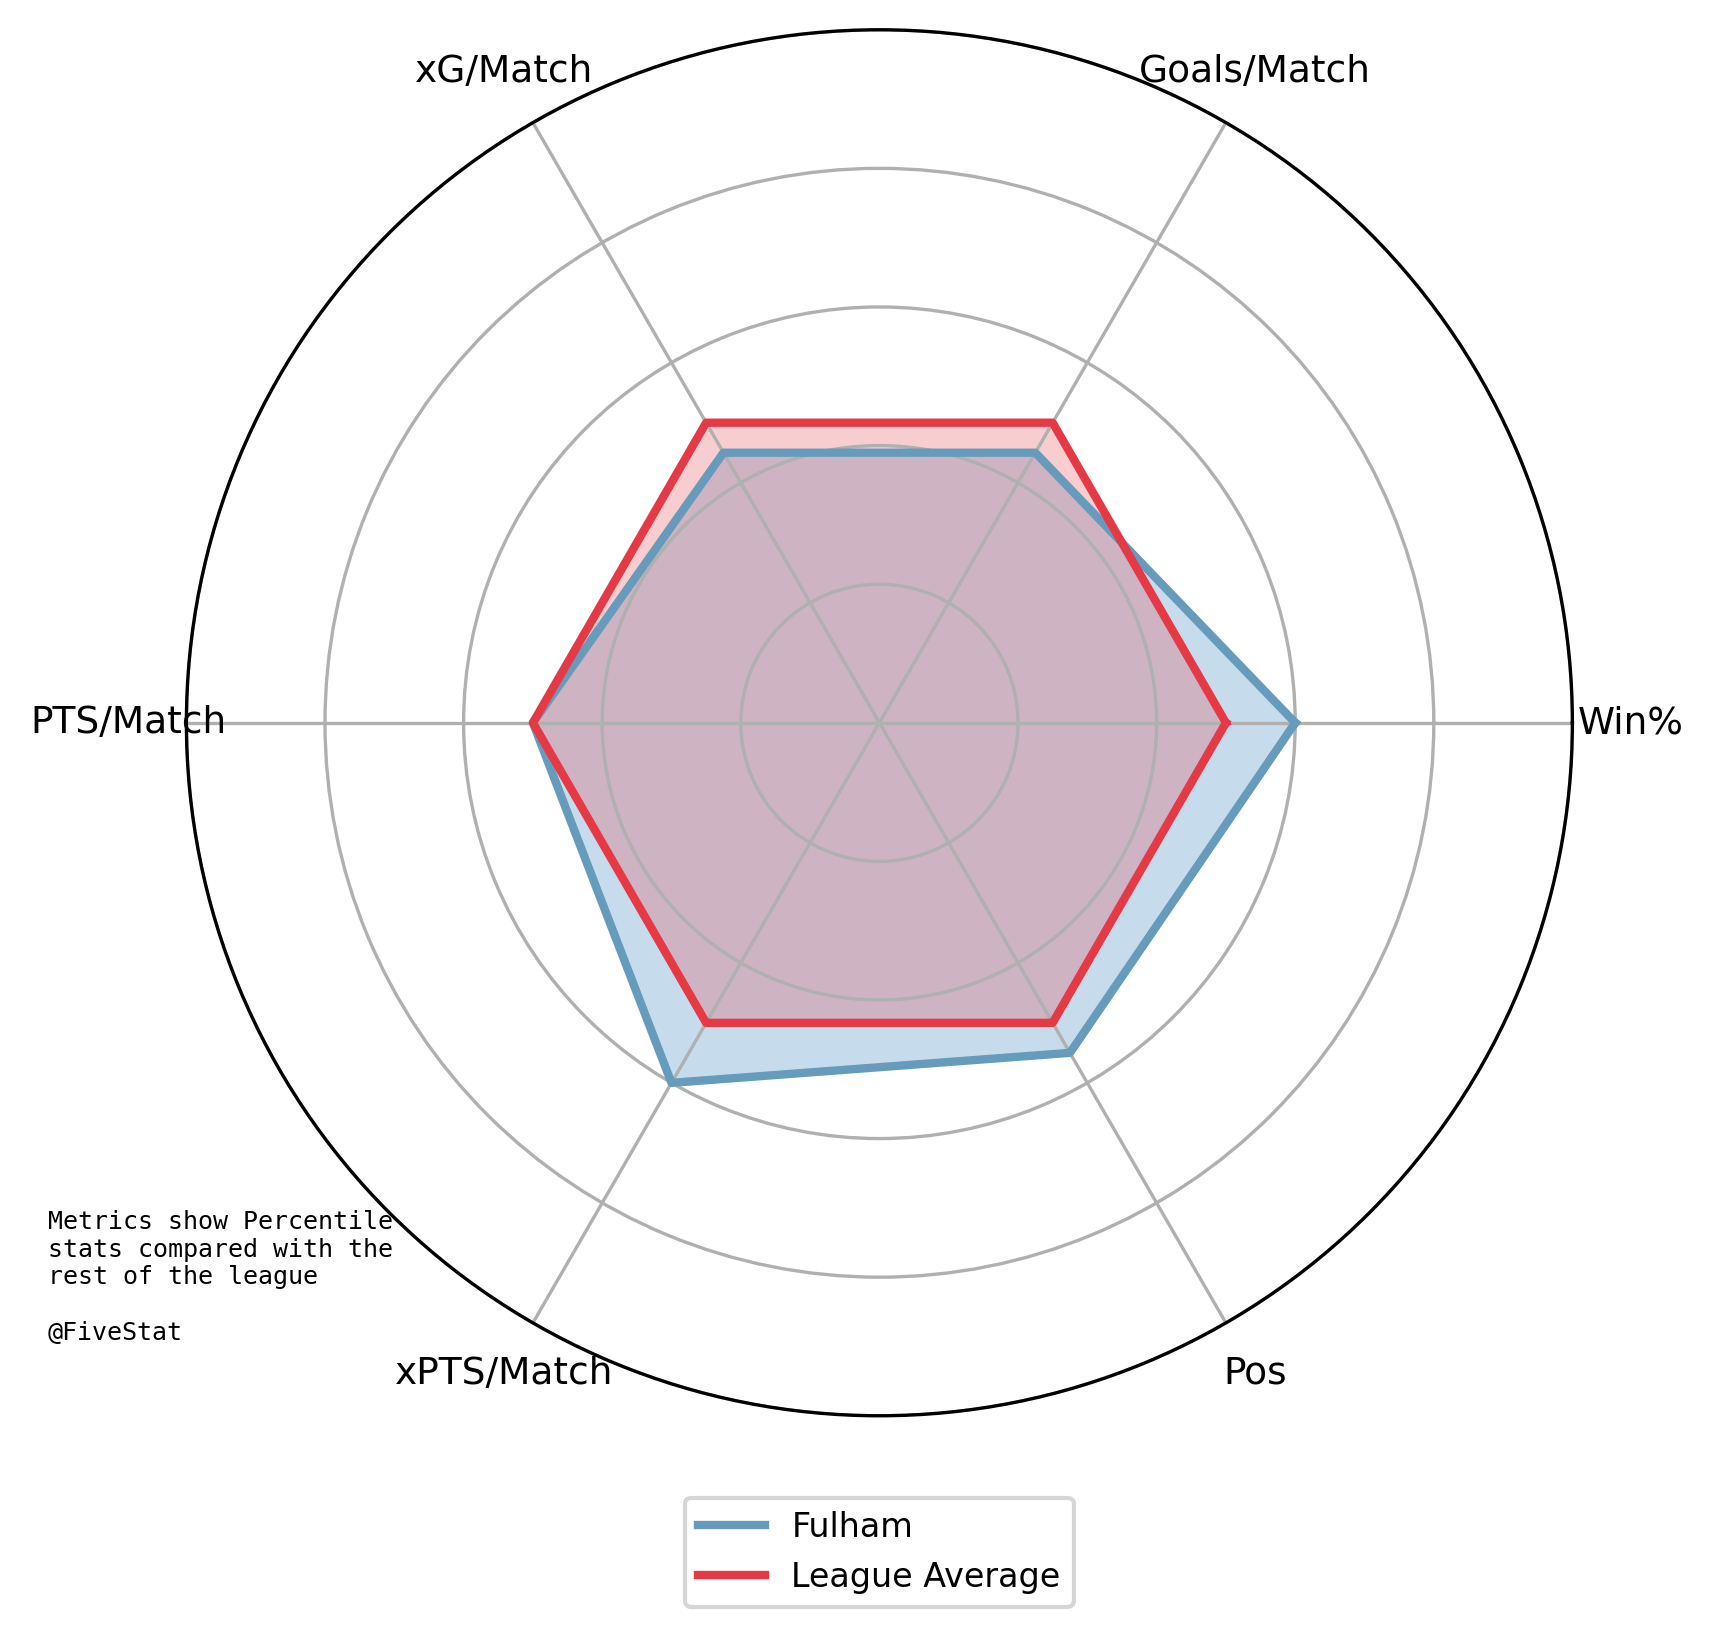 xG/Match
Goals/Match
PTS/Match
Win%
Metrics show Percentile
stats compared with the
rest of the league
@FiveStat
xPTS/Match
Pos
Fulham
League Average